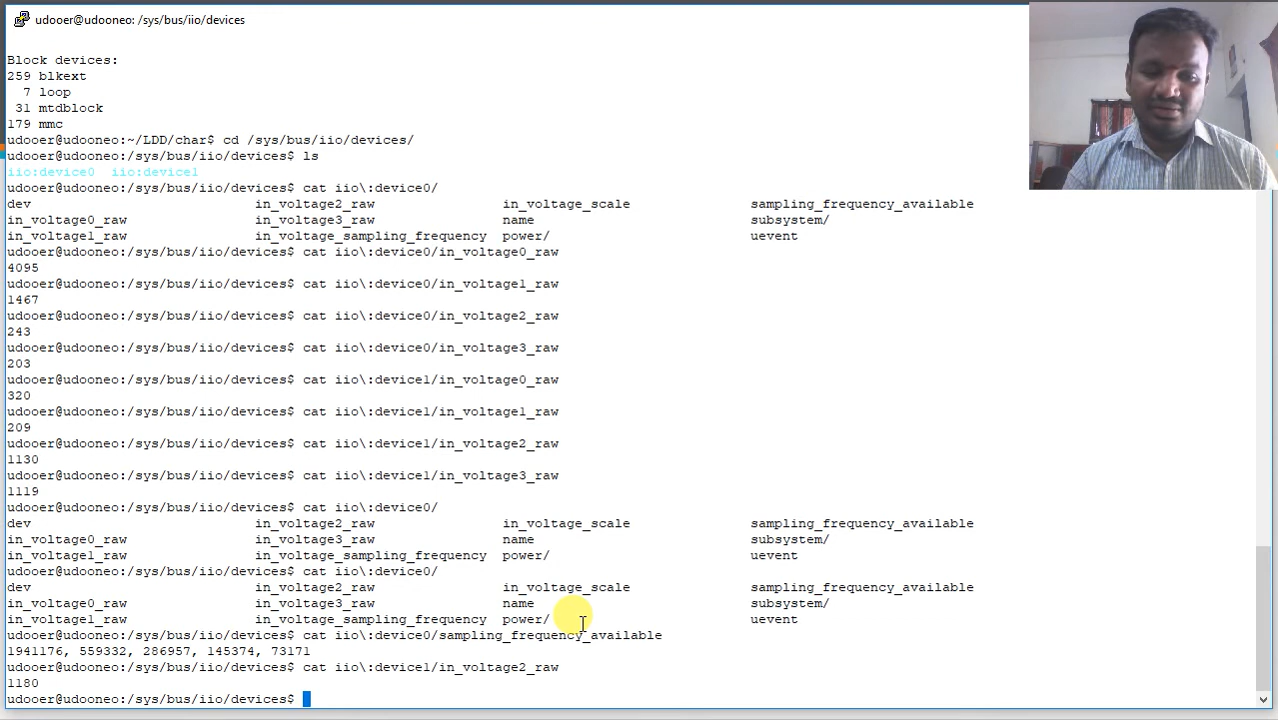 udooer@udooneo: /sys/bus/iio/devices
Block devices:
259 blkext
7 loop
31 mtdblock
179 mmc
udooer@udooneo:~/LDD/char$ cd /sys/bus/iio/devices/
udooer@udooneo:/sys/bus/iio/devices$ ls
iio:device0  iio:device1
udooer@udooneo:/sys/bus/iio/devices$ cat iio\:device0/
dev in_voltage2_raw in_voltage_scale sampling_frequency_available
in_voltage0_raw in_voltage3_raw name subsystem/
in_voltage1_raw in_voltage_sampling_frequency power/ uevent
udooer@udooneo:/sys/bus/iio/devices$ cat iio\:device0/in_voltage0_raw
4095
udooer@udooneo:/sys/bus/iio/devices$ cat iio\:device0/in_voltage1_raw
1467
udooer@udooneo:/sys/bus/iio/devices$ cat iio\:device0/in_voltage2_raw
243
udooer@udooneo:/sys/bus/iio/devices$ cat iio\:device0/in_voltage3_raw
203
udooer@udooneo:/sys/bus/iio/devices$ cat iio\:device1/in_voltage0_raw
320
udooer@udooneo:/sys/bus/iio/devices$ cat iio\:device1/in_voltage1_raw
209
udooer@udooneo:/sys/bus/iio/devices$ cat iio\:device1/in_voltage2_raw
1130
udooer@udooneo:/sys/bus/iio/devices$ cat iio\:device1/in_voltage3_raw
1119
udooer@udooneo:/sys/bus/iio/devices$ cat iio\:device0/
dev in_voltage2_raw in_voltage_scale sampling_frequency_available
in_voltage0_raw in_voltage3_raw name subsystem/
in_voltage1_raw in_voltage_sampling_frequency power/ uevent
udooer@udooneo:/sys/bus/iio/devices$ cat iio\:device0/
dev in_voltage2_raw in_voltage_scale sampling_frequency_available
in_voltage0_raw in_voltage3_raw name subsystem/
in_voltage1_raw in_voltage_sampling_frequency power/ uevent
udooer@udooneo:/sys/bus/iio/devices$ cat iio\:device0/sampling_frequency_available
1941176, 559332, 286957, 145374, 73171
udooer@udooneo:/sys/bus/iio/devices$ cat iio\:device1/in_voltage2_raw
1180
udooer@udooneo:/sys/bus/iio/devices$